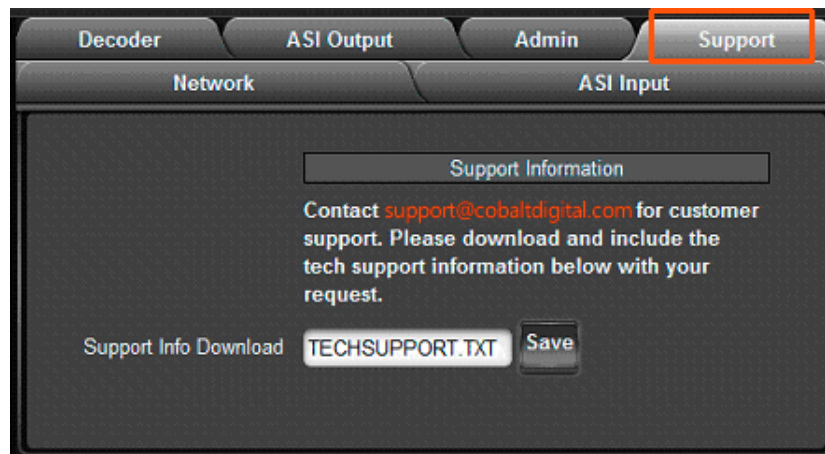 Decoder ASI Output Admin Support
Network ASI Input
Support Information
Contact support@cobaltdigital.com for customer
support. Please download and include the
tech support information below with your
request.
Support Info Download TECHSUPPORT.TXT Save